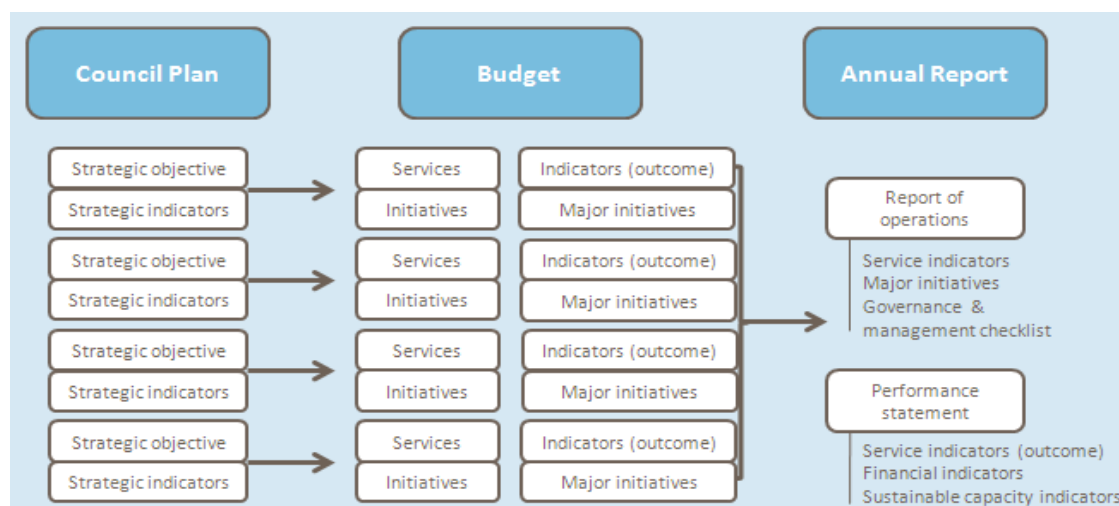 Council Plan
Budget
Annual Report
Strategic objective
Services
Indicators (outcome)
Strategic indicators
Initiatives
Major initiatives
Strategic objective
Services
Indicators (outcome)
Strategic indicators
Initiatives
Major initiatives
Strategic objective
Services
Indicators (outcome)
Strategic indicators
Initiatives
Major initiatives
Strategic objective
Services
Indicators (outcome)
Strategic indicators
Initiatives
Major initiatives
Report of
operations
Service indicators
Major initiatives
Governance &
management checklist
Performance
statement
Service indicators (outcome)
Financial indicators
Sustainable capacity indicators